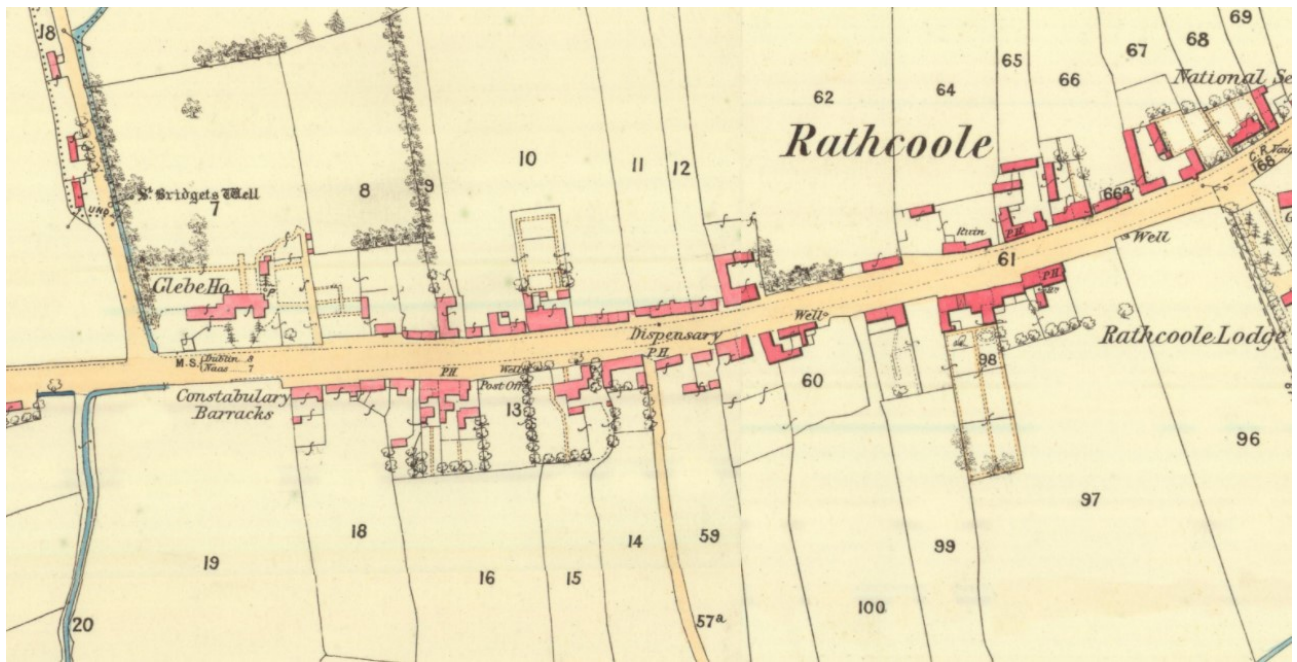 18
69
68
67
65
66
64
62
National
Rathcoole
10
11
12
8
9
St. Bridgets Well
7
66a
168
Ruin
P.H.
61
Well
Glebe Ho.
P.H.
Dispensary
Well
M.S. Dublin 8
Naas 7
P.H.
Rathcoole Lodge
P.H.
Well
Post Off.
Constabulary
Barracks
13
60
98
96
97
18
19
16
15
14
59
99
100
20
57a